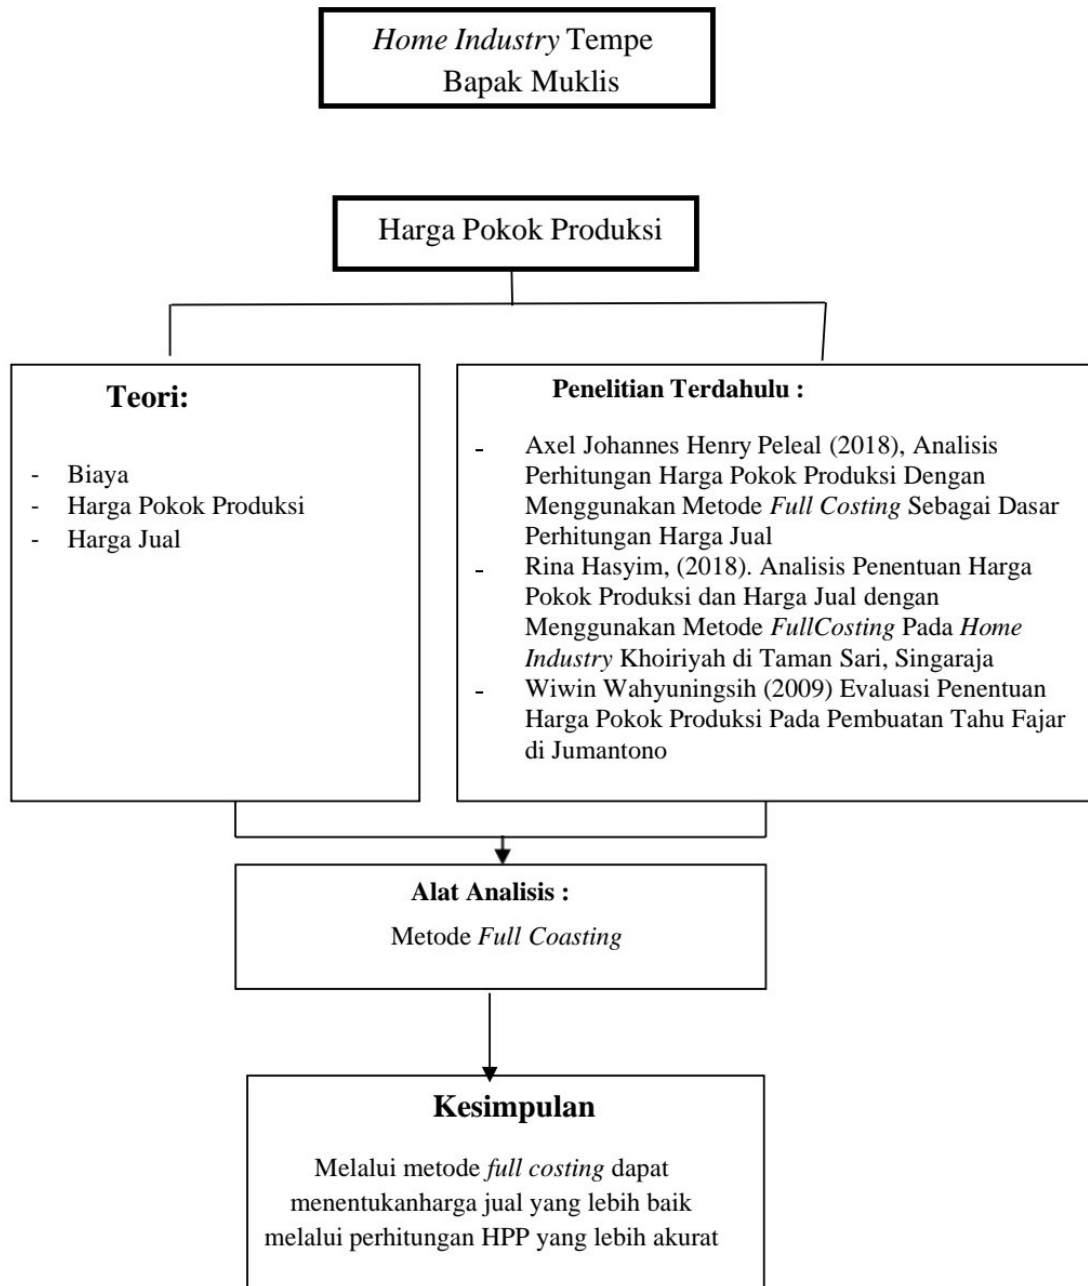 Home Industry Tempe
Bapak Muklis
Harga Pokok Produksi
Teori:
- Biaya
- Harga Pokok Produksi
- Harga Jual
Penelitian Terdahulu :
- Axel Johannes Henry Peleal (2018), Analisis
Perhitungan Harga Pokok Produksi Dengan
Menggunakan Metode Full Costing Sebagai Dasar
Perhitungan Harga Jual
- Rina Hasyim, (2018). Analisis Penentuan Harga
Pokok Produksi dan Harga Jual dengan
Menggunakan Metode FullCosting Pada Home
Industry Khoiriyah di Taman Sari, Singaraja
- Wiwin Wahyuningsih (2009) Evaluasi Penentuan
Harga Pokok Produksi Pada Pembuatan Tahu Fajar
di Jumantono
Alat Analisis :
Metode Full Coasting
Kesimpulan
Melalui metode full costing dapat
menentukanharga jual yang lebih baik
melalui perhitungan HPP yang lebih akurat